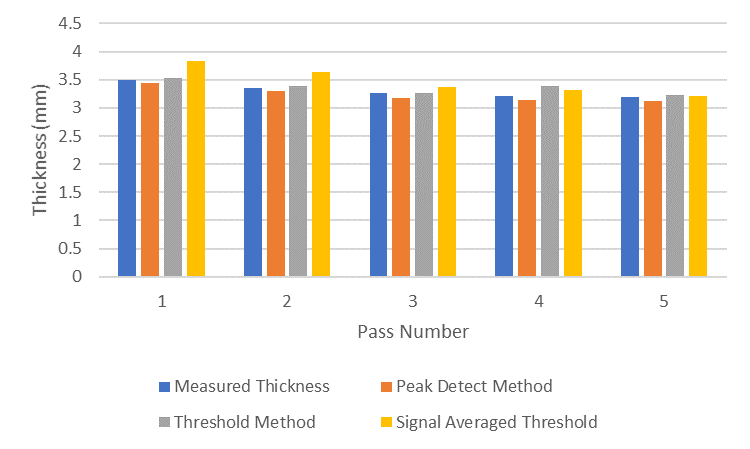 4.5
4
3.5
3
2.5
2
1.5
1
0.5
0
Thickness (mm)
1 2 3 4 5
Pass Number
Measured Thickness Peak Detect Method
Threshold Method Signal Averaged Threshold